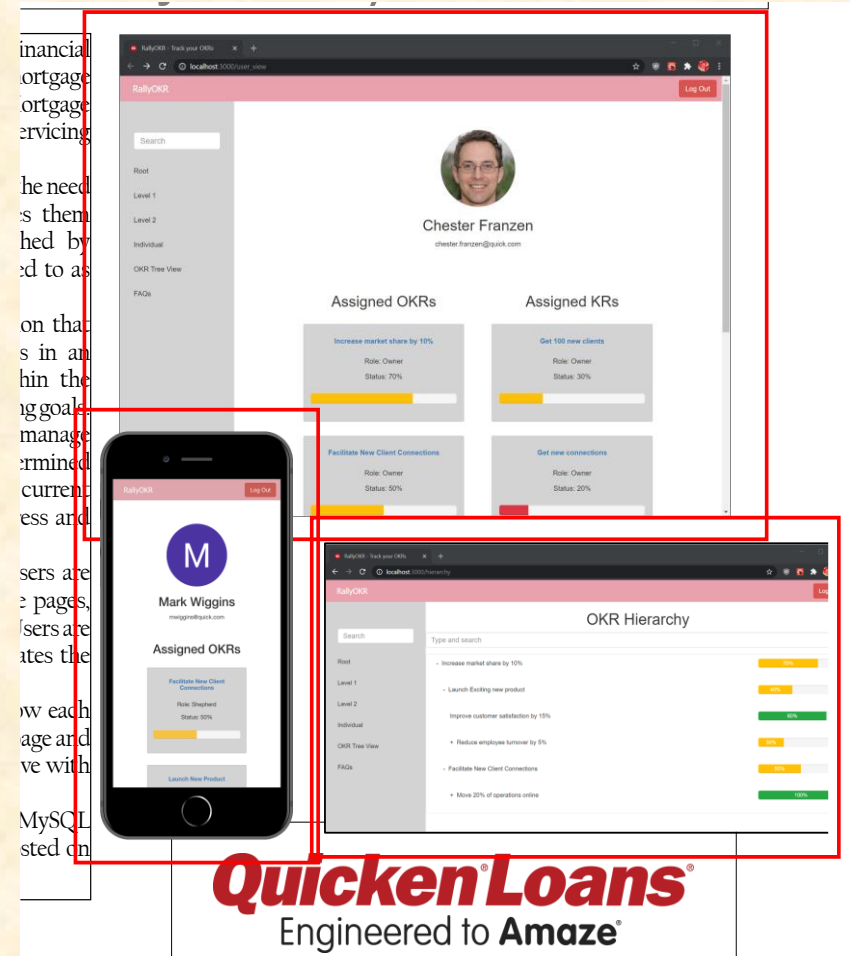 inancial
ortgage
ortgage
ervicing
he need
s them
hed by
ed to as
on that
s in an
hin the
ng goals.
manage
ermined
current
ress and
sers are
e pages,
Users are
ates the
ow each
age and
ve with
MySQL
sted on
RallyOKR - Track your OKRs
localhost:3000/user_view
RallyOKR
Log Out
Search
Root
Level 1
Level 2
Individual
OKR Tree View
FAQs
Chester Franzen
chester.franzen@quick.com
Assigned OKRs
Increase market share by 10%
Role: Owner
Status: 70%
Facilitate New Client Connections
Role: Owner
Status: 50%
Assigned KRs
Get 100 new clients
Role: Owner
Status: 30%
Get new connections
Role: Owner
Status: 20%
RallyOKR
Log Out
M
Mark Wiggins
mwiggins@quick.com
Assigned OKRs
Facilitate New Client
Connections
Role: Shepherd
Status: 50%
Launch New Product
RallyOKR - Track your OKRs
localhost:3000/hierarchy
RallyOKR
Log
Search
Root
Level 1
Level 2
Individual
OKR Tree View
FAQs
OKR Hierarchy
Type and search
- Increase market share by 10%
70%
- Launch Exciting new product
Improve customer satisfaction by 15%
+ Reduce employee turnover by 5%
- Facilitate New Client Connections
50%
+ Move 20% of operations online
100%
Quicken Loans®
Engineered to Amaze®